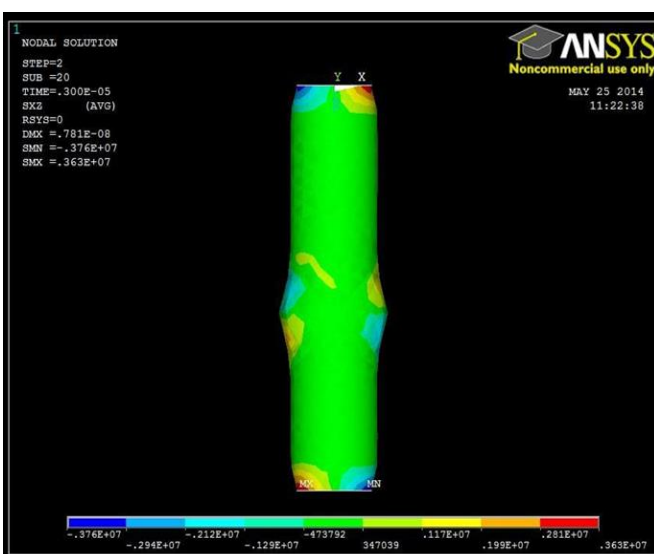 1
NODAL SOLUTION
STEP=2
SUB =20
TIME=.300E-05
SXZ (AVG)
RSYS=0
DMX =.781E-08
SMN =-.376E+07
SMX =.363E+07
ANSYS
Noncommercial use only
MAY 25 2014
11:22:38
Y X
MX MN
-.376E+07 -.212E+07 -473792 .117E+07 .281E+07
-.294E+07 -.129E+07 347039 .199E+07 .363E+07